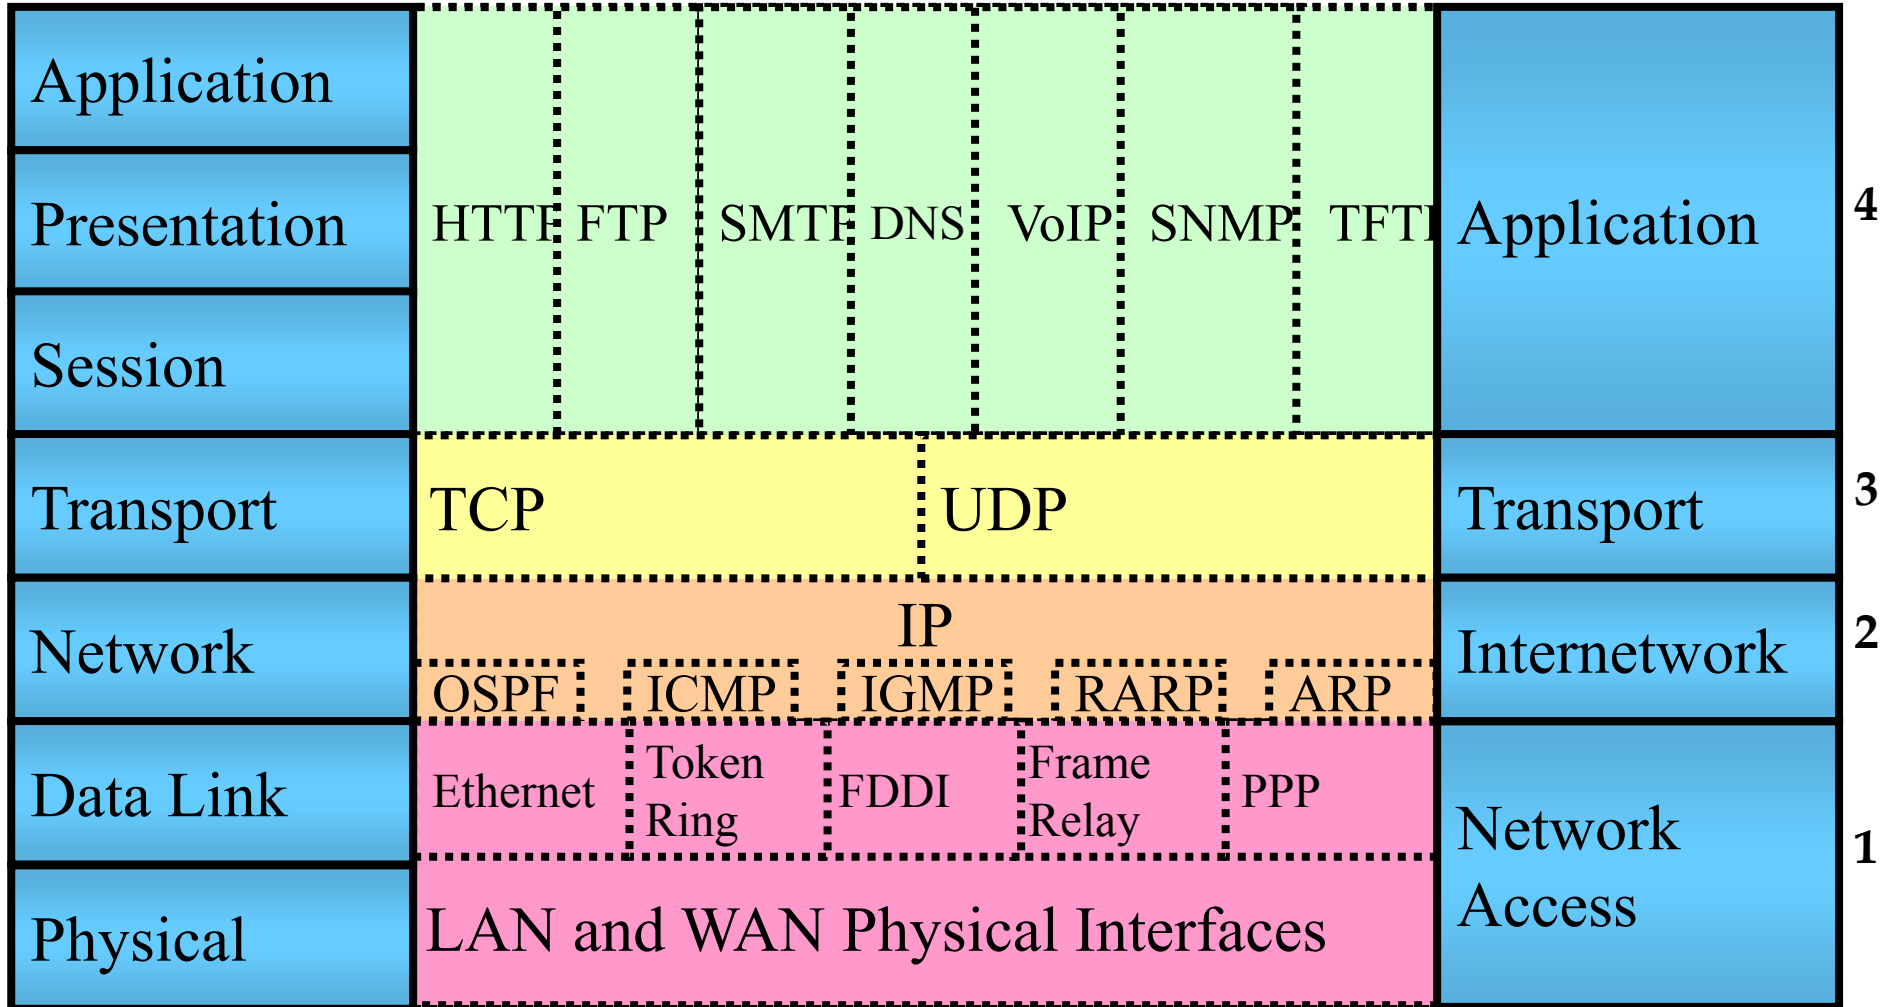 Application
Presentation
Session
Transport
Network
Data Link
Physical
HTTP FTP SMTP DNS VoIP SNMP TFTP
TCP UDP
IP
OSPF ICMP IGMP RARP ARP
Ethernet
Token
Ring
FDDI
Frame
Relay
PPP
LAN and WAN Physical Interfaces
Application
Transport
Internetwork
Network
Access
4
3
2
1